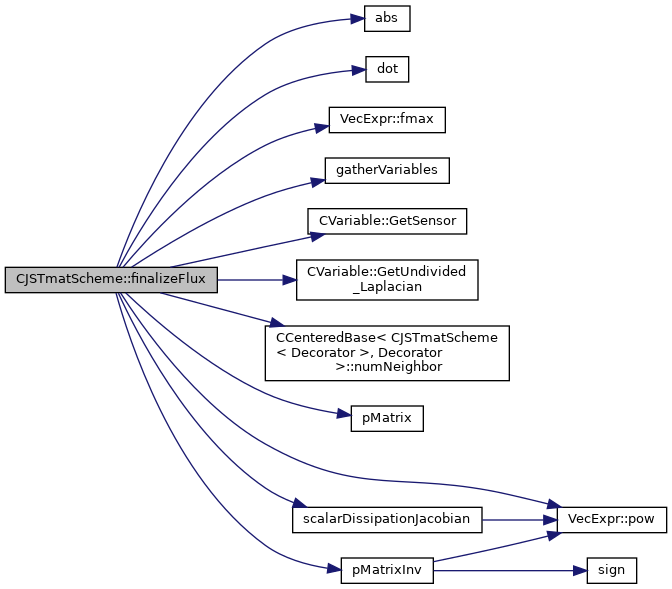 abs
dot
VecExpr::fmax
gatherVariables
CVariable::GetSensor
CJSTmatScheme::finalizeFlux
CVariable::GetUndivided
_Laplacian
CCenteredBase< CJSTmatScheme
< Decorator >, Decorator
>::numNeighbor
pMatrix
scalarDissipationJacobian
VecExpr::pow
pMatrixInv
sign